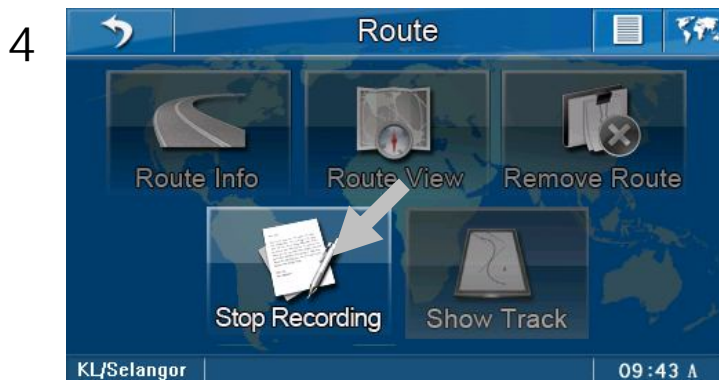 4
Route
Route Info
Route View
Remove Route
Stop Recording
Show Track
KL/Selangor
09:43 A